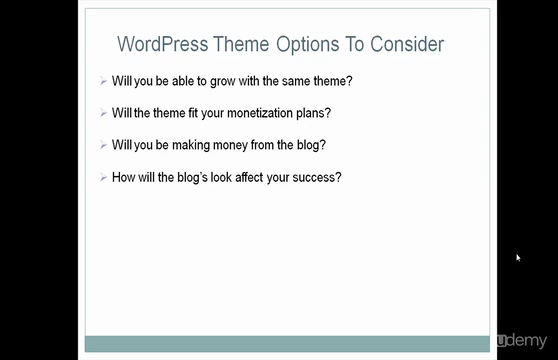 WordPress Theme Options To Consider
Will you be able to grow with the same theme?
Will the theme fit your monetization plans?
Will you be making money from the blog?
How will the blog's look affect your success?
udemy